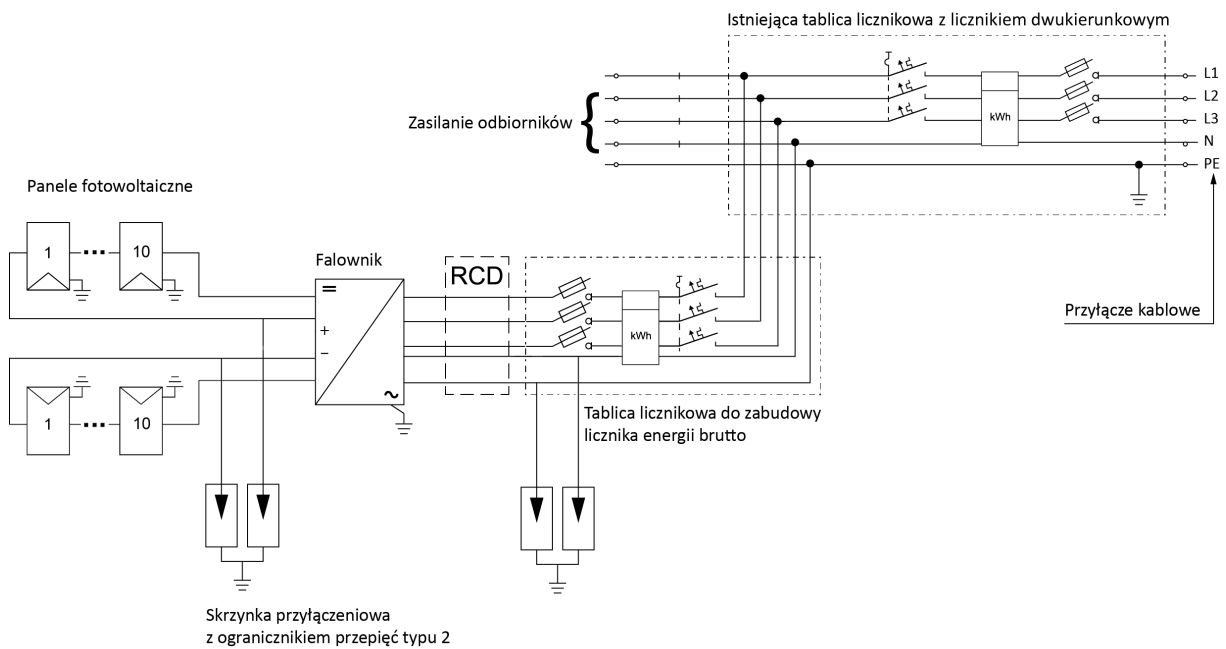 Istniejąca tablica licznikowa z licznikiem dwukierunkowym
L1
L2
kWh
L3
Zasilanie odbiorników
N
PE
Panele fotowoltaiczne
1
10
Falownik
RCD
=
+
−
kWh
Przyłącze kablowe
1
10
~
Tablica licznikowa do zabudowy
licznika energii brutto
Skrzynka przyłączeniowa
z ogranicznikiem przepięć typu 2